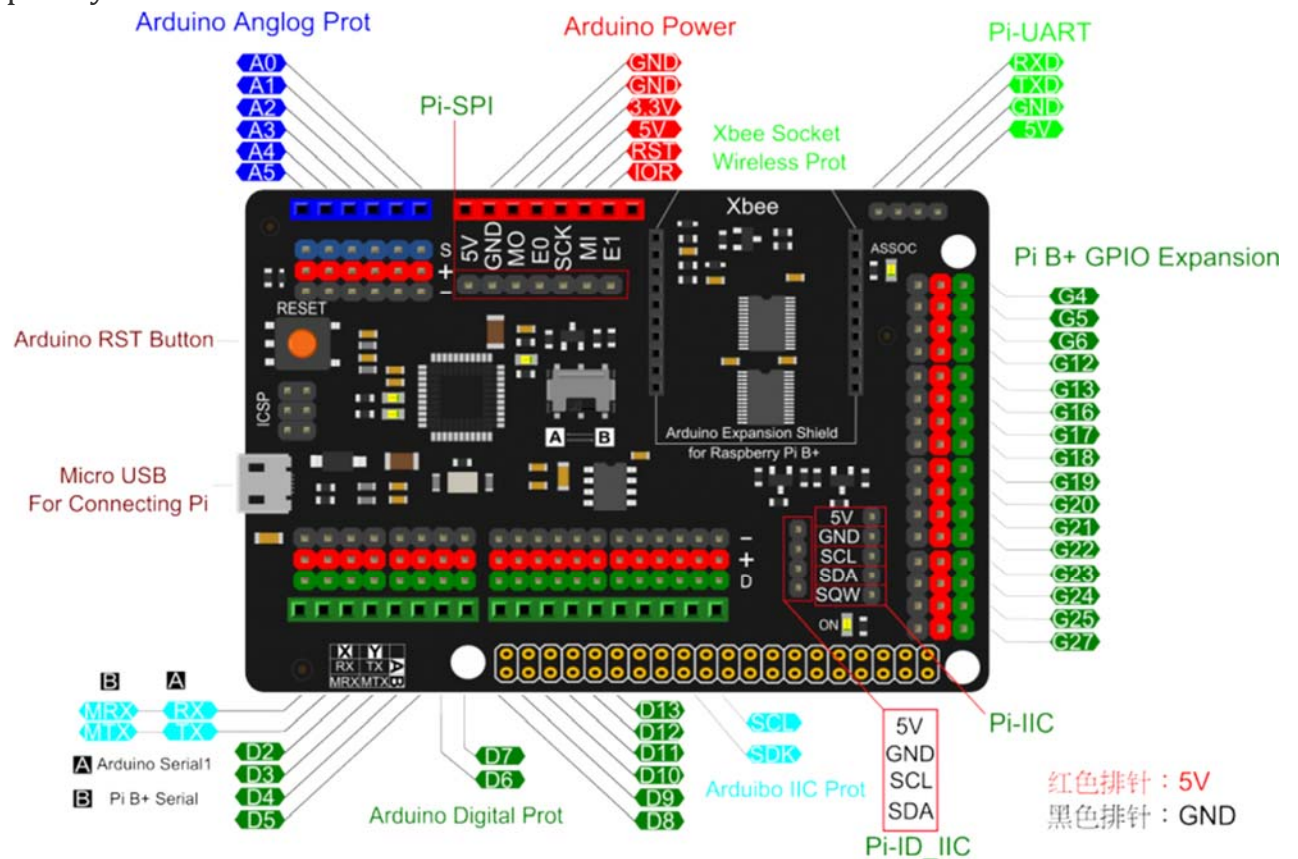 Arduino Anglog Prot
A0
A1
A2
A3
A4
A5
Pi-SPI
Arduino Power
GND
GND
3.3V
5V
RST
IOR
Xbee Socket
Wireless Prot
Pi-UART
RXD
TXD
GND
5V
Xbee
S
+
−
5V
GND
MO
E0
SCK
MI
E1
ASSOC
RESET
Arduino RST Button
ICSP
A B
Arduino Expansion Shield
for Raspberry Pi B+
Pi B+ GPIO Expansion
G4
G5
G6
G12
G13
G16
G17
G18
G19
G20
G21
G22
G23
G24
G25
G27
Micro USB
For Connecting Pi
−
+
D
5V
GND
SCL
SDA
SQW
ON
X Y
RX TX A
MRX MTX B
B A
MRX RX
MTX TX
A Arduino Serial1
B Pi B+ Serial
D2
D3
D4
D5
D7
D6
Arduino Digital Prot
D13
D12
D11
D10
D9
D8
SCL
SDK
Arduibo IIC Prot
5V
GND
SCL
SDA
Pi-ID_IIC
Pi-IIC
红色排针：5V
黑色排针：GND